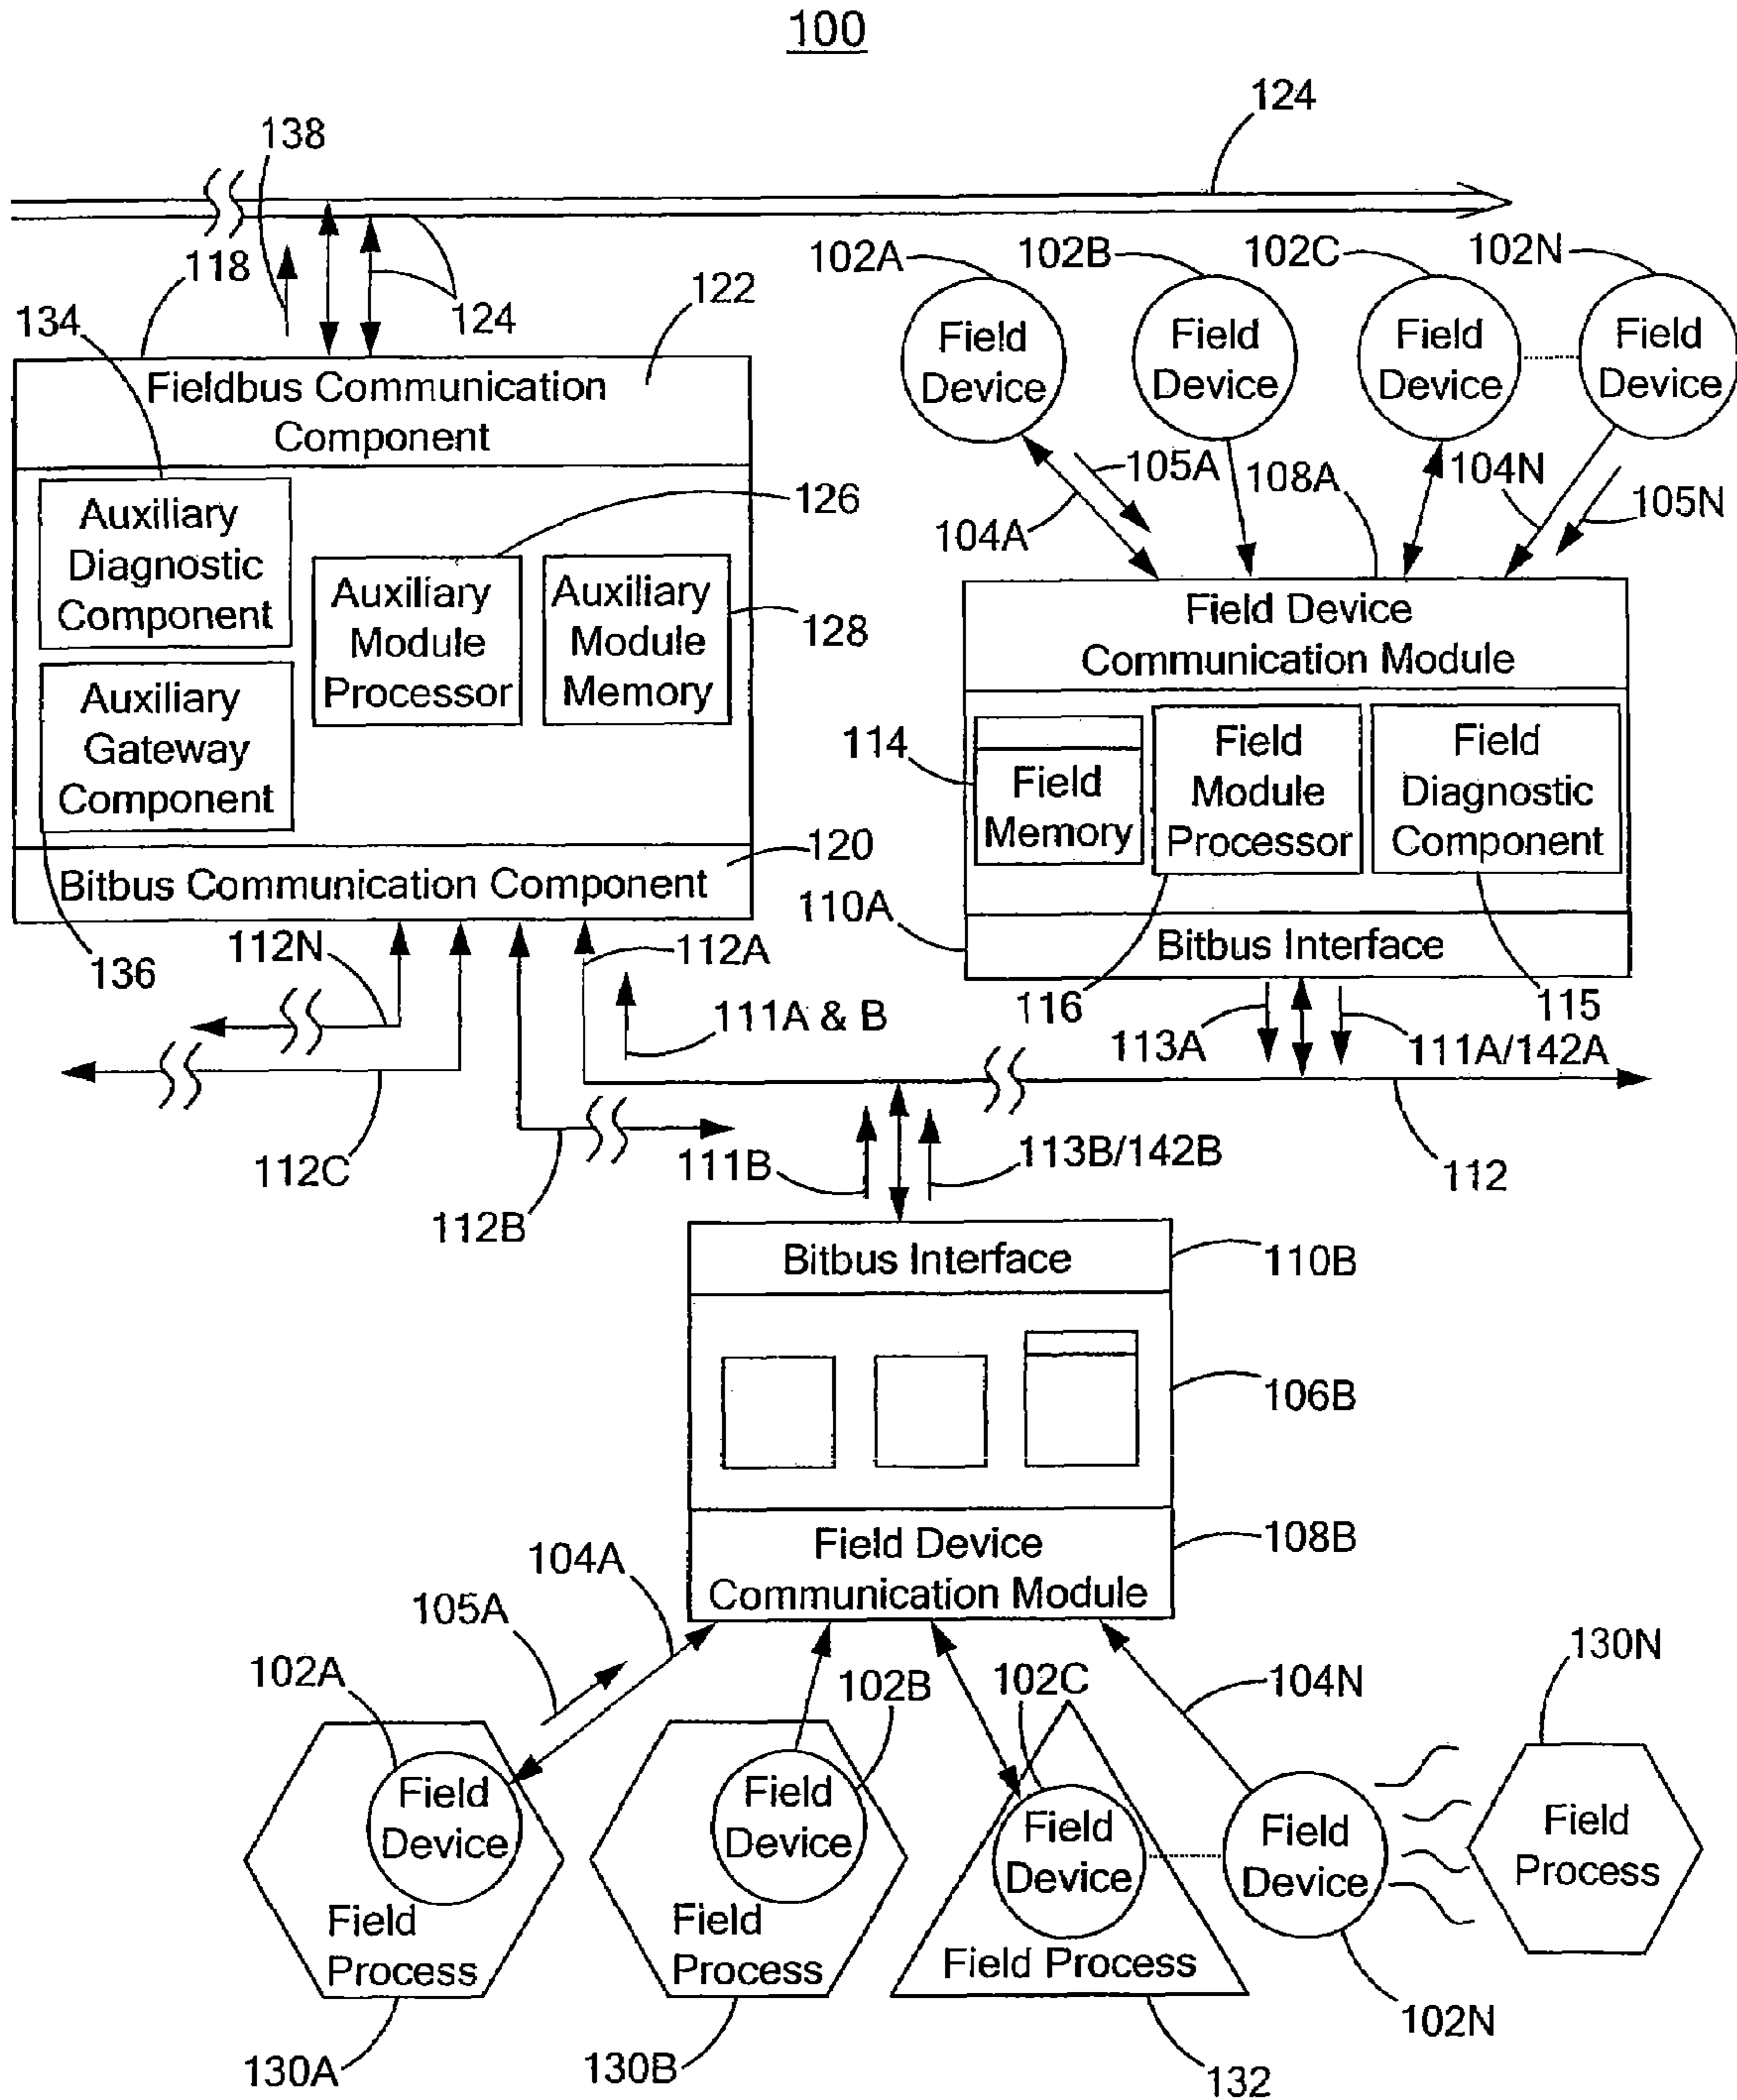 100
124
138
118
124
122
134
Fieldbus Communication
Component
Auxiliary
Diagnostic
Component
126
Auxiliary
Module
Processor
Auxiliary
Module
Memory
128
Auxiliary
Gateway
Component
120
Bitbus Communication Component
136
102A
102B
102C
102N
Field
Device
Field
Device
Field
Device
Field
Device
105A
108A
104N
105N
104A
Field Device
Communication Module
114
Field
Memory
Field
Module
Processor
Field
Diagnostic
Component
110A
Bitbus Interface
116
115
113A
111A/142A
112N
112A
111A & B
112C
112B
111B
113B/142B
112
Bitbus Interface
110B
106B
Field Device
Communication Module
108B
104A
105A
102A
102B
102C
104N
130N
Field
Device
Field
Process
Field
Device
Field
Process
Field
Device
Field Process
Field
Device
Field
Process
102N
130A
130B
132